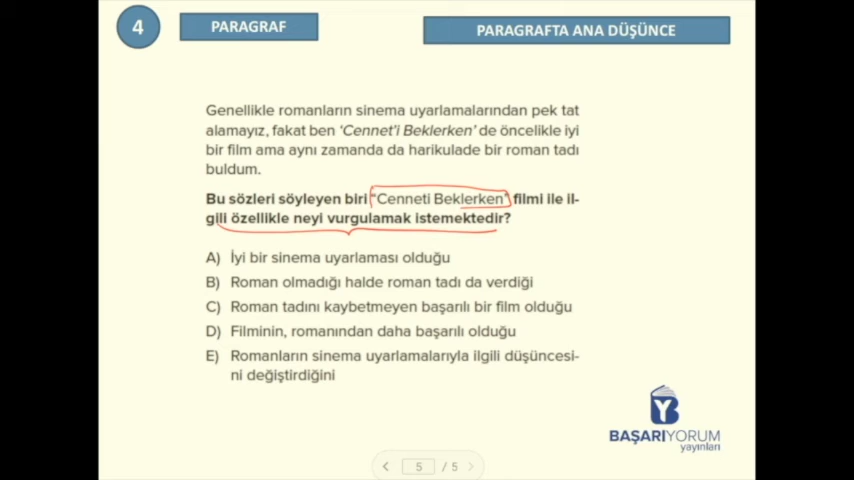 4
PARAGRAF
PARAGRAFTA ANA DÜŞÜNCE
Genellikle romanların sinema uyarlamalarından pek tat
alamayız, fakat ben 'Cennet'i Beklerken' de öncelikle iyi
bir film ama aynı zamanda da harikulade bir roman tadı
buldum.
Bu sözleri söyleyen biri "Cenneti Beklerken" filmi ile il-
gili özellikle neyi vurgulamak istemektedir?
A) İyi bir sinema uyarlaması olduğu
B) Roman olmadığı halde roman tadı da verdiği
C) Roman tadını kaybetmeyen başarılı bir film olduğu
D) Filminin, romanından daha başarılı olduğu
E) Romanların sinema uyarlamalarıyla ilgili düşüncesi-
ni değiştirdiğini
BAŞARIYORUM
yayınları
5 / 5